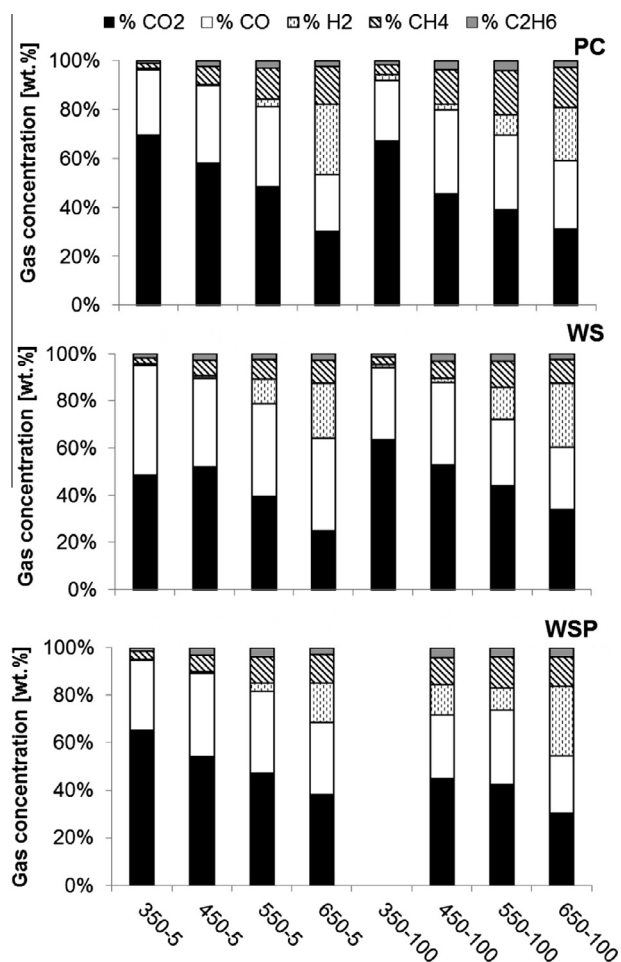 % CO2 % CO % H2 % CH4 % C2H6
PC
Gas concentration [wt.%]
100%
80%
60%
40%
20%
0%
WS
Gas concentration [wt.%]
100%
80%
60%
40%
20%
0%
WSP
Gas concentration [wt.%]
100%
80%
60%
40%
20%
0%
350-5 450-5 550-5 650-5 350-100 450-100 550-100 650-100